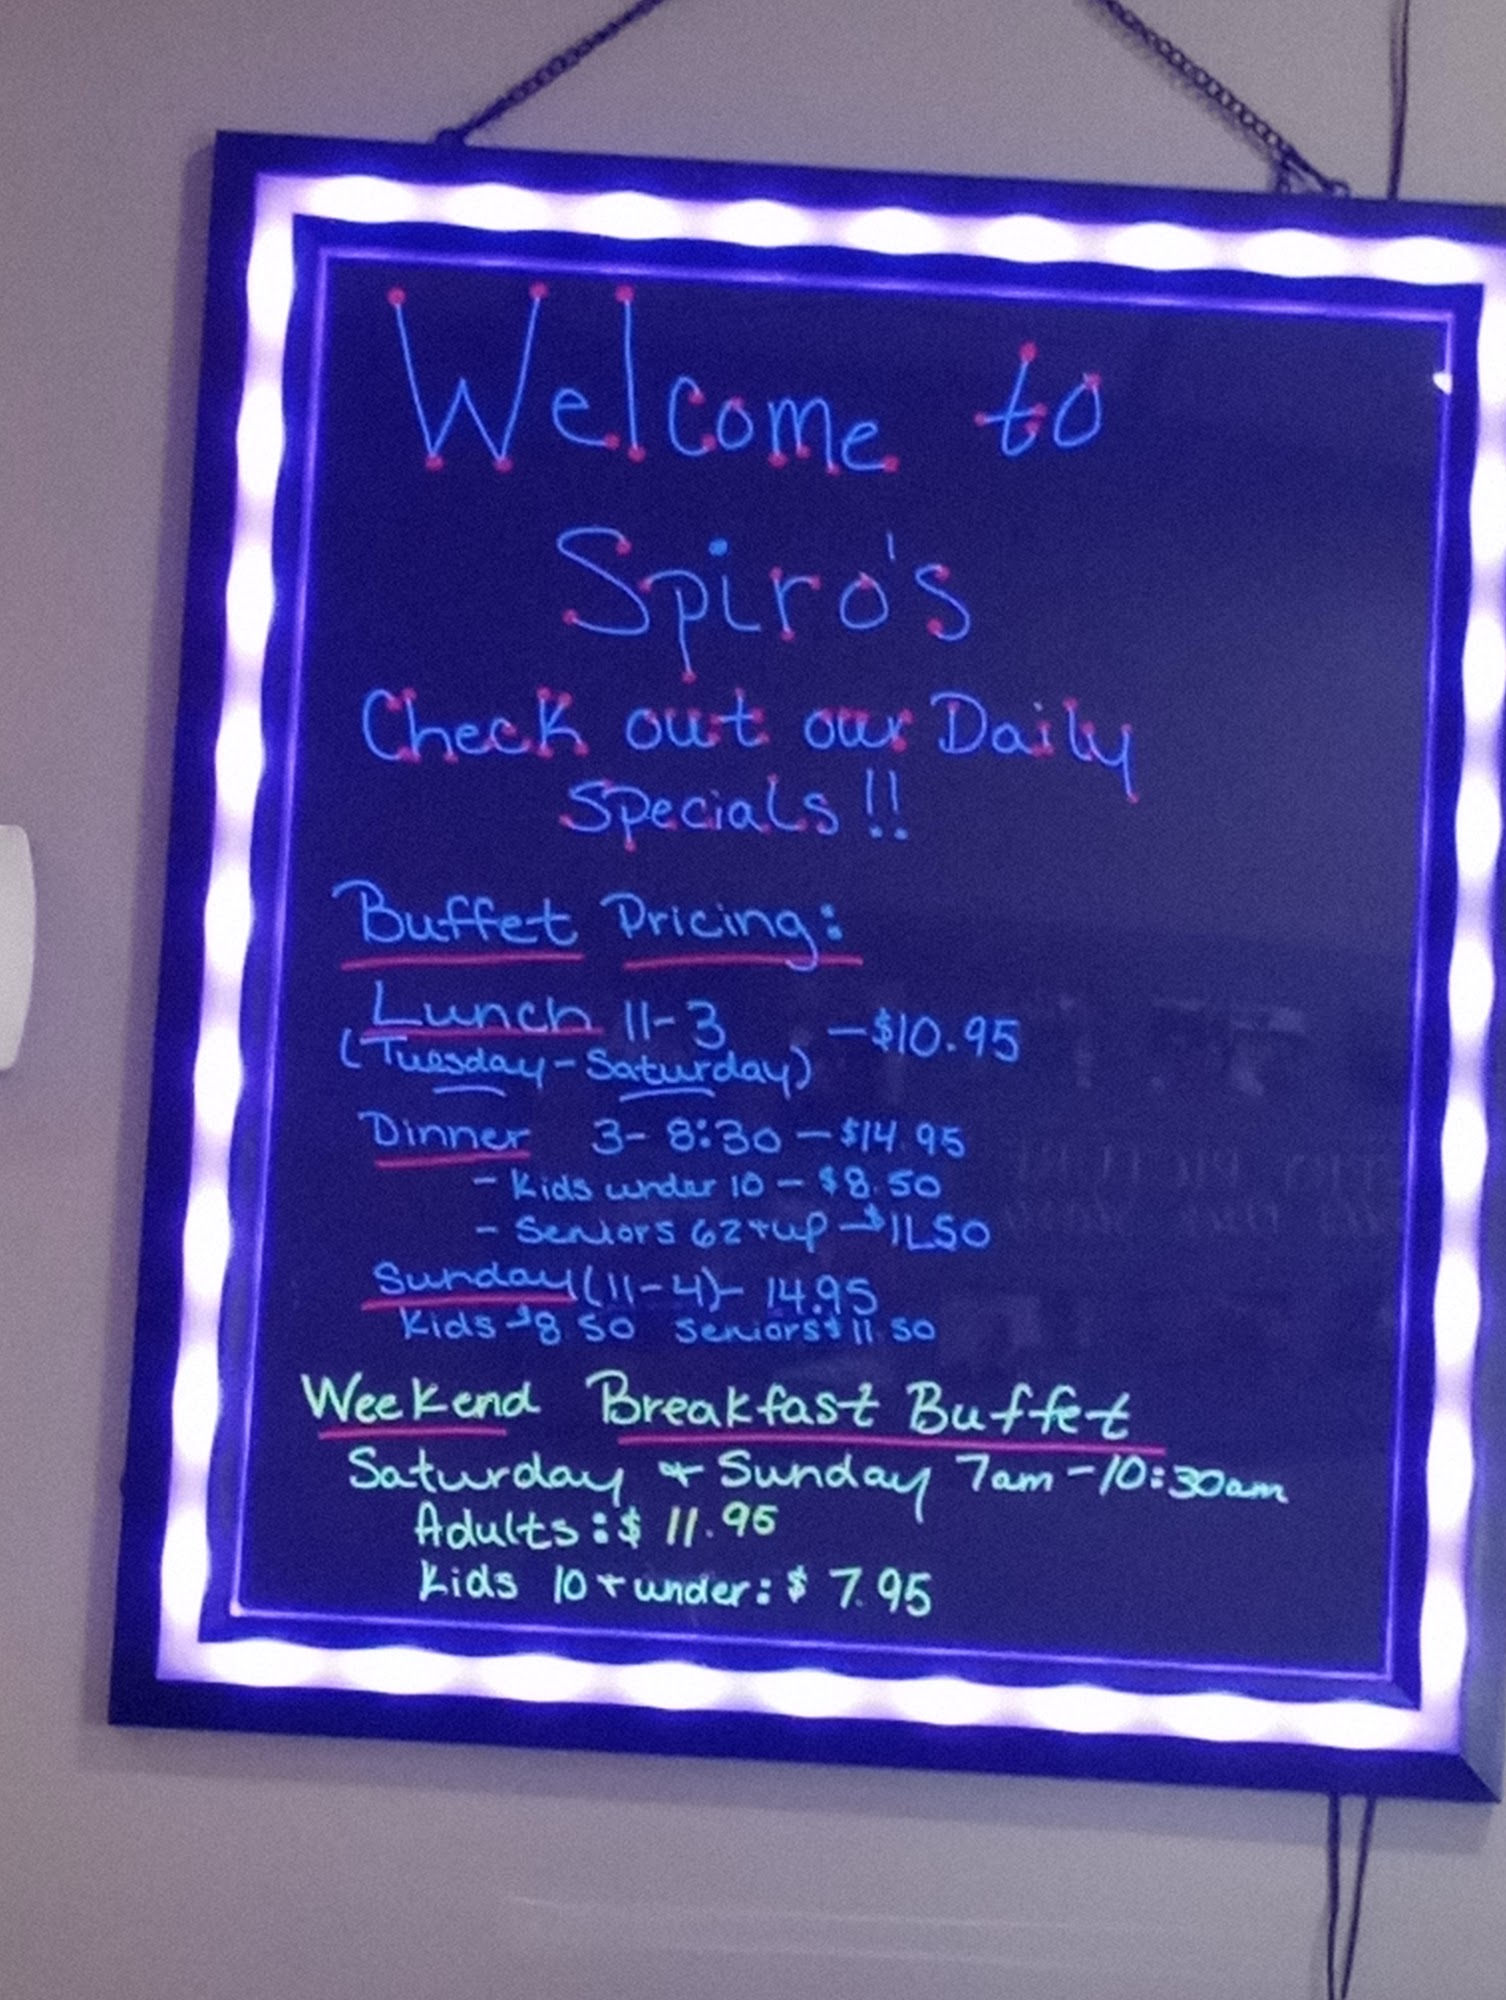 Welcome to
Spiro's
Check out our Daily
Specials!!
Buffet Pricing:
Lunch 11-3 -$10.95
(Tuesday-Saturday)
Dinner 3-8:30-$14.95
- Kids under 10 - $8.50
- Seniors 62+up-$11.50
Sunday(11-4)- 14.95
Kids $8.50 Seniors$11.50
Weekend Breakfast Buffet
Saturday + Sunday 7am-10:30am
Adults:$ 11.95
Kids 10+under:$ 7.95